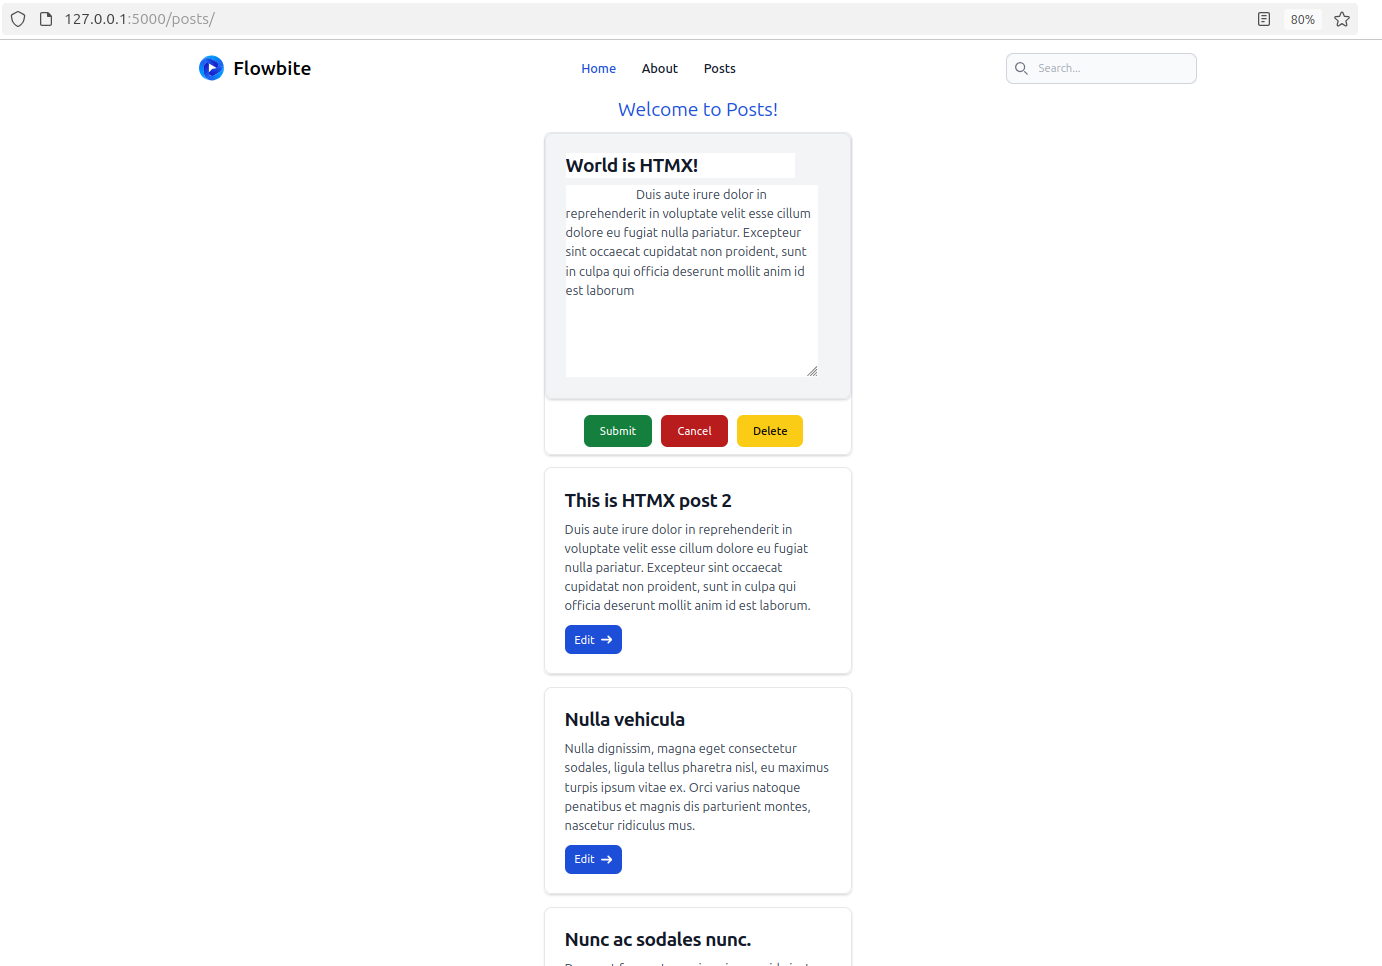 127.0.0.1:5000/posts/
80%
Flowbite
Home
About
Posts
Search...
Welcome to Posts!
World is HTMX!
Duis aute irure dolor in
reprehenderit in voluptate velit esse cillum
dolore eu fugiat nulla pariatur. Excepteur
sint occaecat cupidatat non proident, sunt
in culpa qui officia deserunt mollit anim id
est laborum
Submit
Cancel
Delete
This is HTMX post 2
Duis aute irure dolor in reprehenderit in
voluptate velit esse cillum dolore eu fugiat
nulla pariatur. Excepteur sint occaecat
cupidatat non proident, sunt in culpa qui
officia deserunt mollit anim id est laborum.
Edit
Nulla vehicula
Nulla dignissim, magna eget consectetur
sodales, ligula tellus pharetra nisl, eu maximus
turpis ipsum vitae ex. Orci varius natoque
penatibus et magnis dis parturient montes,
nascetur ridiculus mus.
Edit
Nunc ac sodales nunc.